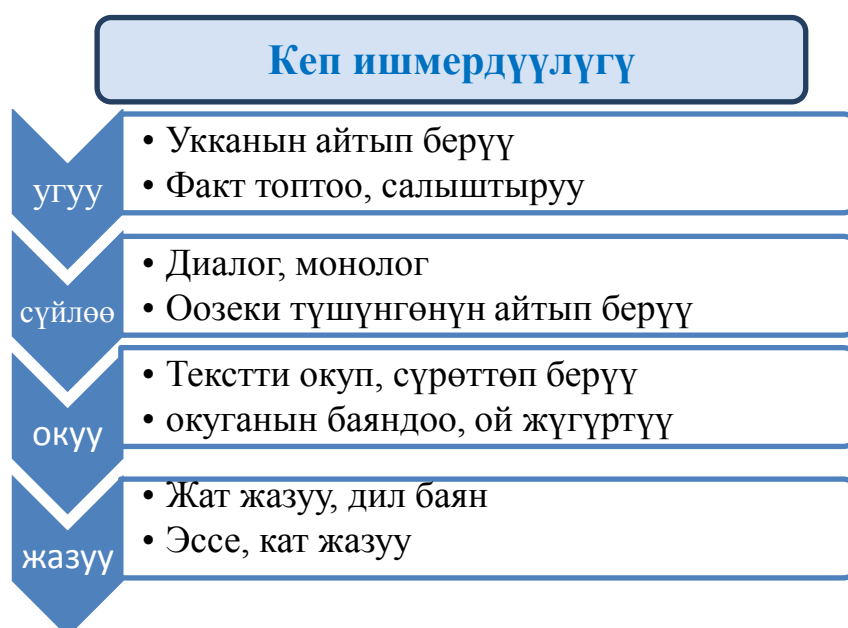 Кеп ишмердүүлүгү
угуу
• Укканын айтып берүү
• Факт топтоо, салыштыруу
сүйлөө
• Диалог, монолог
• Оозеки түшүнгөнүн айтып берүү
окуу
• Текстти окуп, сүрөттөп берүү
• окуганын баяндоо, ой жүгүртүү
жазуу
• Жат жазуу, дил баян
• Эссе, кат жазуу